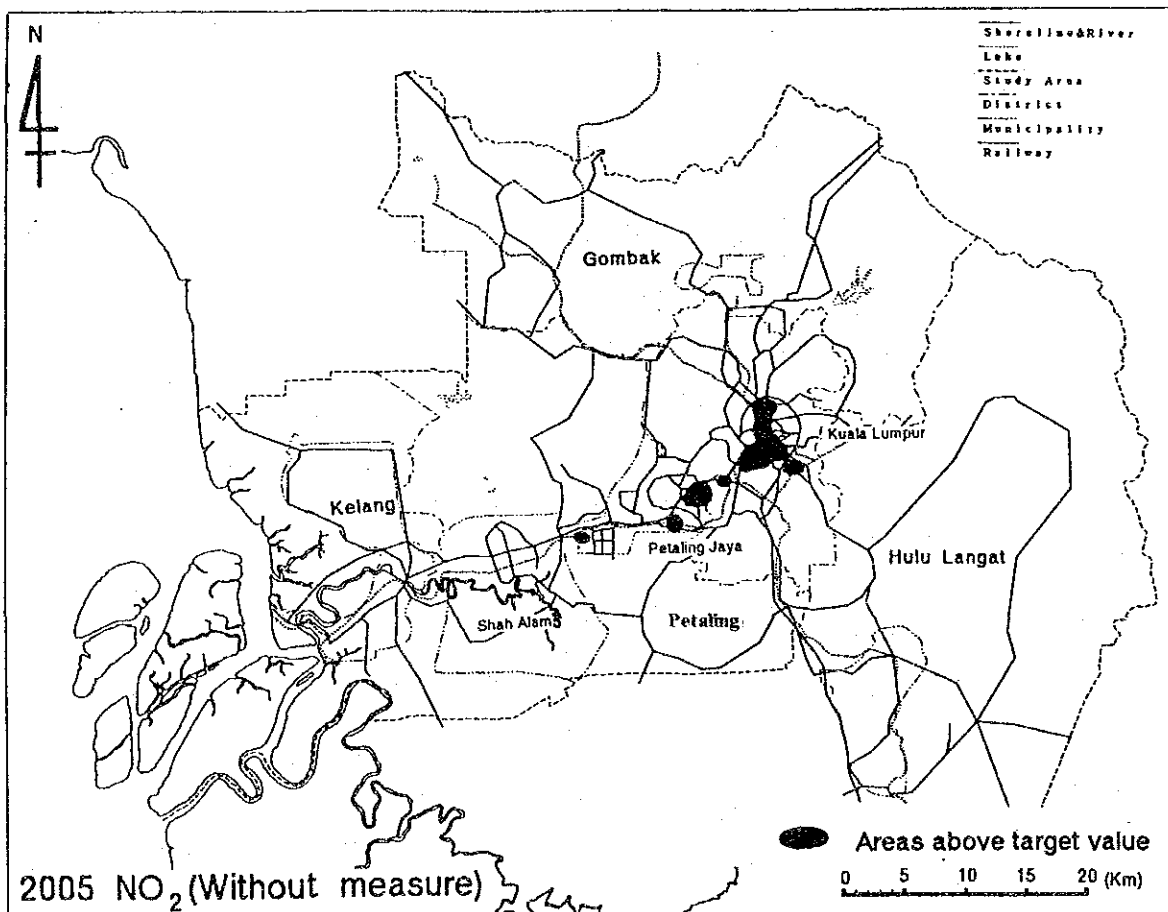 N
Shoreline&River
Lake
Study Area
District
Municipality
Railway
Gombak
Kuala Lumpur
Kelang
Petaling Jaya
Hulu Langat
Shah Alam
Petaling
Areas above target value
2005 NO₂ (Without measure)
0 5 10 15 20 (Km)